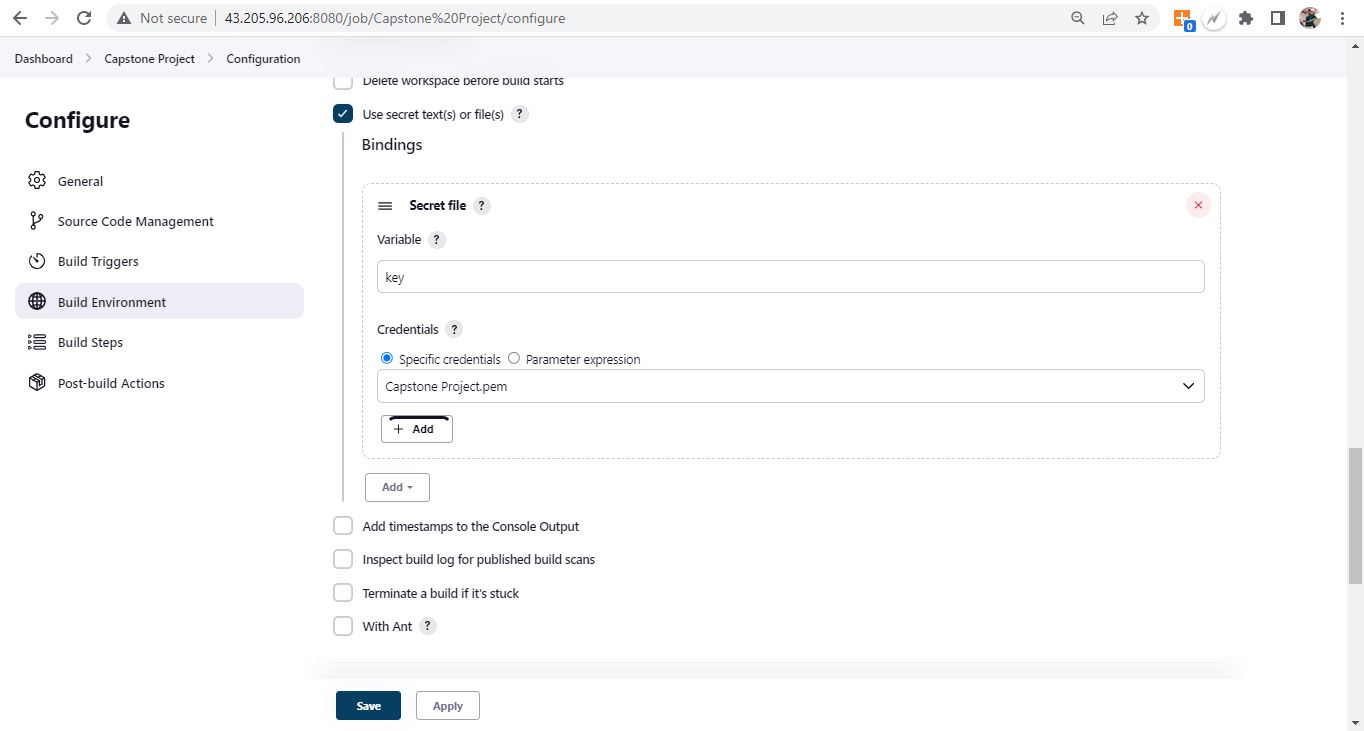 Not secure 43.205.96.206:8080/job/Capstone%20Project/configure
0
Dashboard Capstone Project Configuration
Configure
General
Source Code Management
Build Triggers
Build Environment
Build Steps
Post-build Actions
Delete workspace before build starts
Use secret text(s) or file(s) ?
Bindings
Secret file ?
Variable ?
key
Credentials ?
Specific credentials Parameter expression
Capstone Project.pem
+ Add
Add
Add timestamps to the Console Output
Inspect build log for published build scans
Terminate a build if it's stuck
With Ant ?
Save Apply